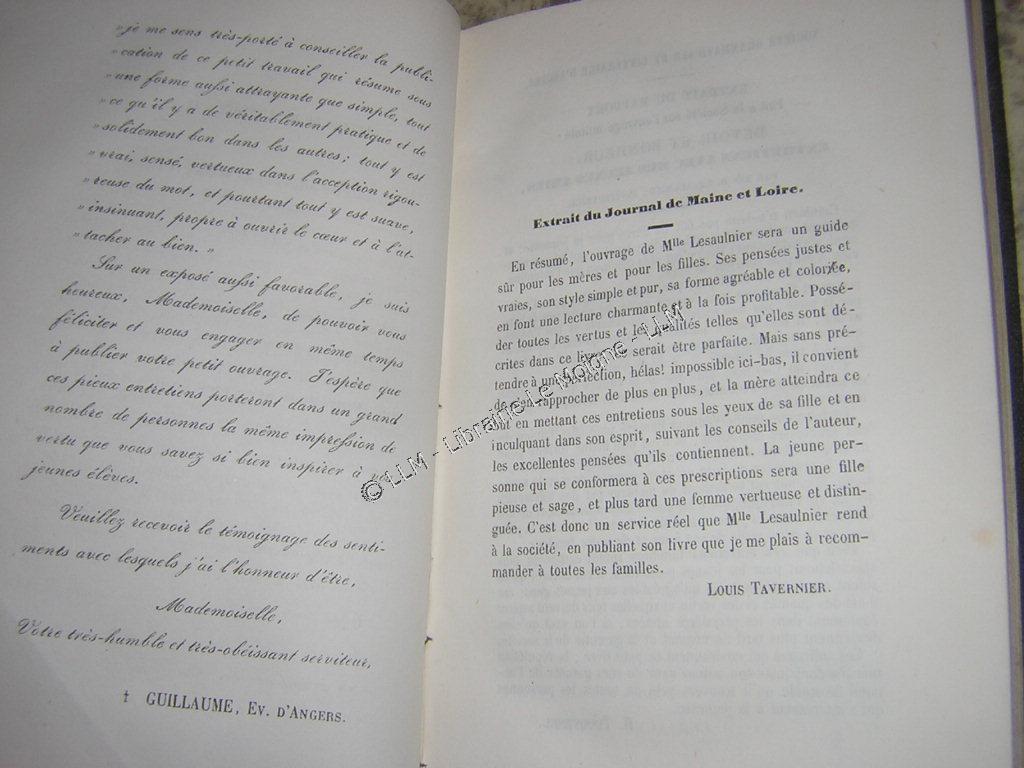 » je me sens très-porté à conseiller la publi-
» cation de ce petit travail qui résume sous
» une forme aussi attrayante que simple, tout
» ce qu'il y a de véritablement pratique et de
» solidement bon dans les autres; tout y est
» vrai, sensé, vertueux dans l'acception rigou-
» reuse du mot, et pourtant tout y est suave,
» insinuant, propre à ouvrir le cœur et à l'at-
» tacher au bien. »
Sur un exposé aussi favorable, je suis
heureux, Mademoiselle, de pouvoir vous
féliciter et vous engager en même temps
à publier votre petit ouvrage. J'espère que
ces pieux entretiens porteront dans un grand
nombre de personnes la même impression de
vertu que vous savez si bien inspirer à vos
jeunes élèves.
Veuillez recevoir le témoignage des senti-
ments avec lesquels j'ai l'honneur d'être,
Mademoiselle,
Votre très-humble et très-obéissant serviteur,
† GUILLAUME, Ev. D'ANGERS.
Extrait du Journal de Maine et Loire.
En résumé, l'ouvrage de Mlle Lesaulnier sera un guide
sûr pour les mères et pour les filles. Ses pensées justes et
vraies, son style simple et pur, sa forme agréable et colorée,
en font une lecture charmante et à la fois profitable. Possé-
der toutes les vertus et les qualités telles qu'elles sont dé-
crites dans ce serait être parfaite. Mais sans pré-
tendre à une perfection, hélas! impossible ici-bas, il convient
de s'en rapprocher de plus en plus, et la mère atteindra ce
but en mettant ces entretiens sous les yeux de sa fille et en
inculquant dans son esprit, suivant les conseils de l'auteur,
les excellentes pensées qu'ils contiennent. La jeune per-
sonne qui se conformera à ces prescriptions sera une fille
pieuse et sage, et plus tard une femme vertueuse et distin-
guée. C'est donc un service réel que Mlle Lesaulnier rend
à la société, en publiant son livre que je me plais à recom-
mander à toutes les familles.
LOUIS TAVERNIER.
© LLM - Librairie Le Moigne - LLM